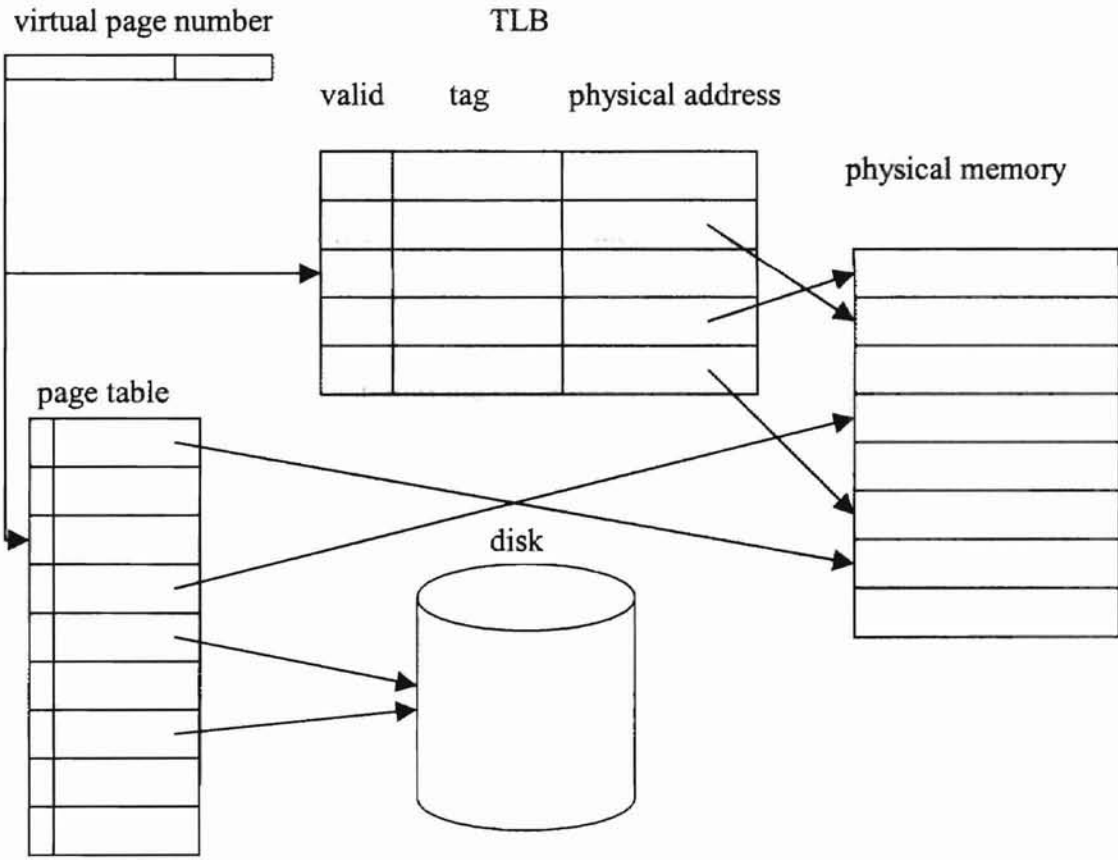 virtual page number
TLB
valid
tag
physical address
physical memory
page table
disk